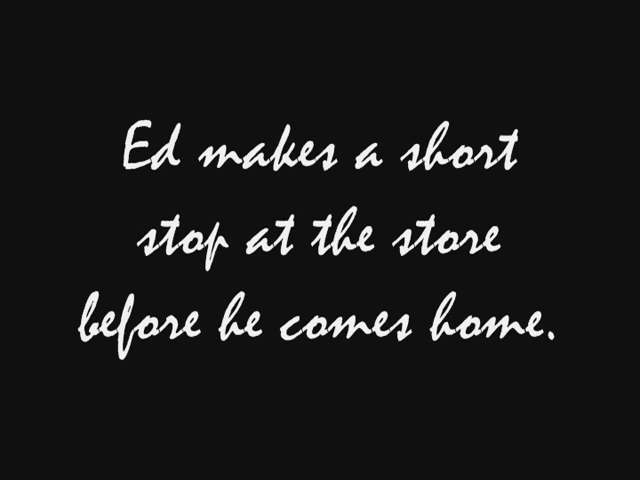 Ed makes a short
stop at the store
before he comes home.